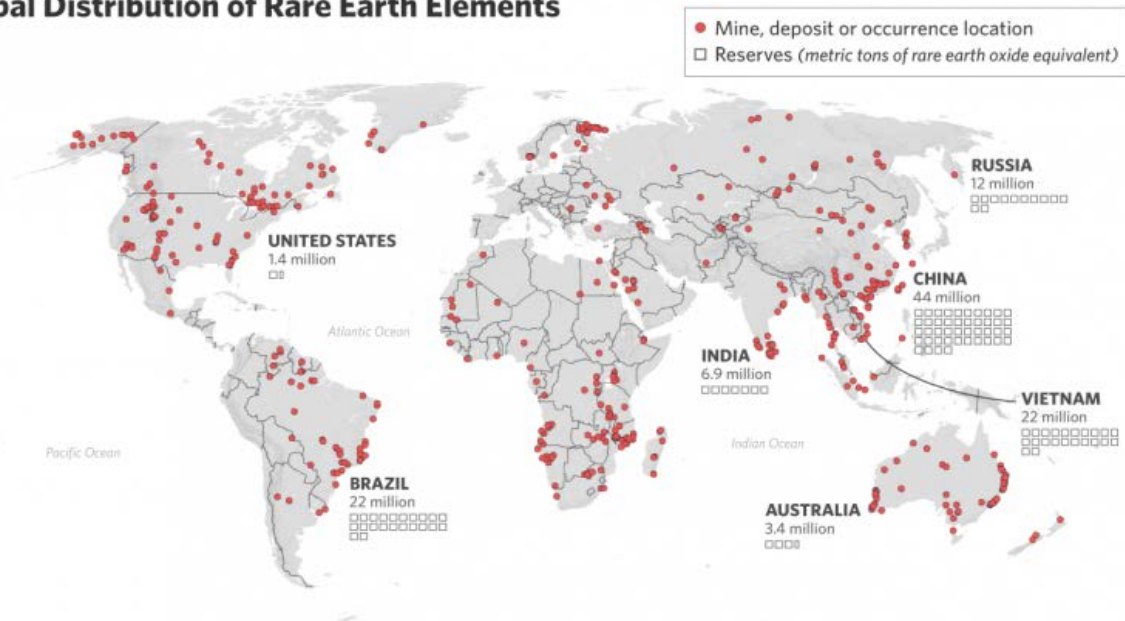 Distribution of Rare Earth Elements
Mine, deposit or occurrence location
Reserves (metric tons of rare earth oxide equivalent)
RUSSIA
12 million
UNITED STATES
1.4 million
CHINA
44 million
Atlantic Ocean
INDIA
6.9 million
VIETNAM
22 million
Pacific Ocean
Indian Ocean
BRAZIL
22 million
AUSTRALIA
3.4 million